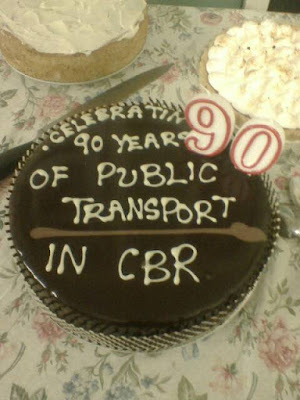 CELEBRATIN
90 YEARS
90
OF PUBLIC
TRANSPORT
IN CBR